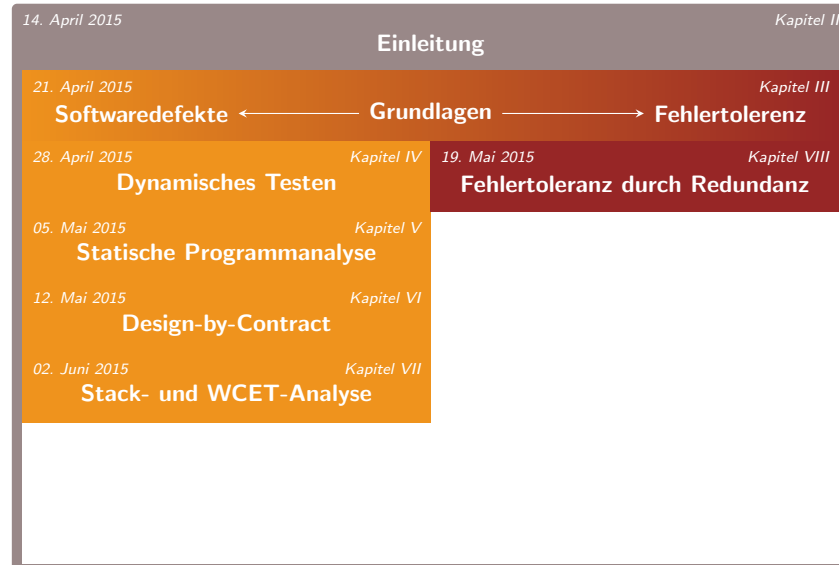 14. April 2015 Kapitel II
Einleitung
21. April 2015 Kapitel III
Softwaredefekte Grundlagen Fehlertolerenz
28. April 2015 Kapitel IV 19. Mai 2015 Kapitel VIII
Dynamisches Testen Fehlertoleranz durch Redundanz
05. Mai 2015 Kapitel V
Statische Programmanalyse
12. Mai 2015 Kapitel VI
Design-by-Contract
02. Juni 2015 Kapitel VII
Stack- und WCET-Analyse